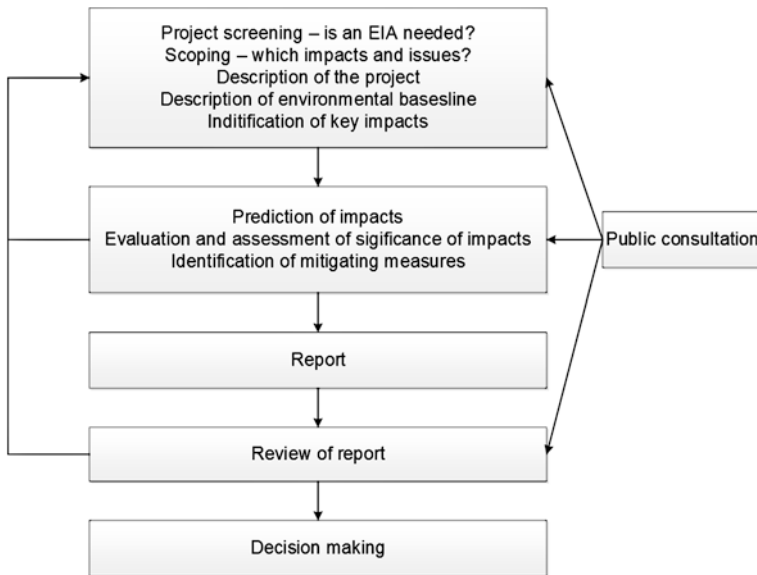 Project screening – is an EIA needed?
Scoping – which impacts and issues?
Description of the project
Description of environmental basesline
Inditification of key impacts
Prediction of impacts
Evaluation and assessment of sigificance of impacts
Identification of mitigating measures
Public consultation
Report
Review of report
Decision making